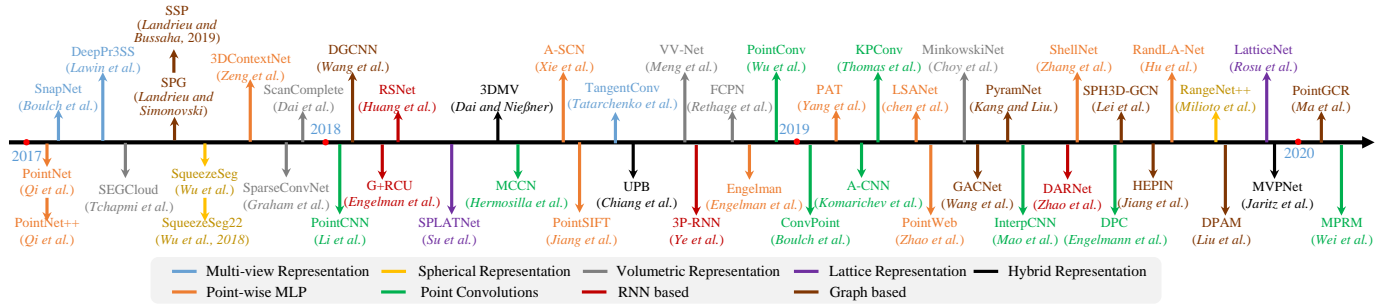 SSP
(Landrieu and
Bussaha, 2019)
DeepPr3SS
(Lawin et al.)
SnapNet
(Boulch et al.)
SPG
(Landrieu and
Simonovski)
3DContextNet
(Zeng et al.)
ScanComplete
(Dai et al.)
DGCNN
(Wang et al.)
RSNet
(Huang et al.)
3DMV
(Dai and Nießner)
A-SCN
(Xie et al.)
TangentConv
(Tatarchenko et al.)
VV-Net
(Meng et al.)
FCPN
(Rethage et al.)
PointConv
(Wu et al.)
PAT
(Yang et al.)
KPConv
(Thomas et al.)
LSANet
(chen et al.)
MinkowskiNet
(Choy et al.)
PyramNet
(Kang and Liu.)
ShellNet
(Zhang et al.)
SPH3D-GCN
(Lei et al.)
RandLA-Net
(Hu et al.)
RangeNet++
(Milioto et al.)
LatticeNet
(Rosu et al.)
PointGCR
(Ma et al.)
2017
2018
2019
2020
PointNet
(Qi et al.)
PointNet++
(Qi et al.)
SEGCloud
(Tchapmi et al.)
SqueezeSeg
(Wu et al.)
SqueezeSeg22
(Wu et al., 2018)
SparseConvNet
(Graham et al.)
PointCNN
(Li et al.)
G+RCU
(Engelman et al.)
SPLATNet
(Su et al.)
MCCN
(Hermosilla et al.)
PointSIFT
(Jiang et al.)
UPB
(Chiang et al.)
3P-RNN
(Ye et al.)
Engelman
(Engelman et al.)
ConvPoint
(Boulch et al.)
A-CNN
(Komarichev et al.)
PointWeb
(Zhao et al.)
GACNet
(Wang et al.)
InterpCNN
(Mao et al.)
DARNet
(Zhao et al.)
DPC
(Engelmann et al.)
HEPIN
(Jiang et al.)
DPAM
(Liu et al.)
MVPNet
(Jaritz et al.)
MPRM
(Wei et al.)
Multi-view Representation
Spherical Representation
Volumetric Representation
Lattice Representation
Hybrid Representation
Point-wise MLP
Point Convolutions
RNN based
Graph based